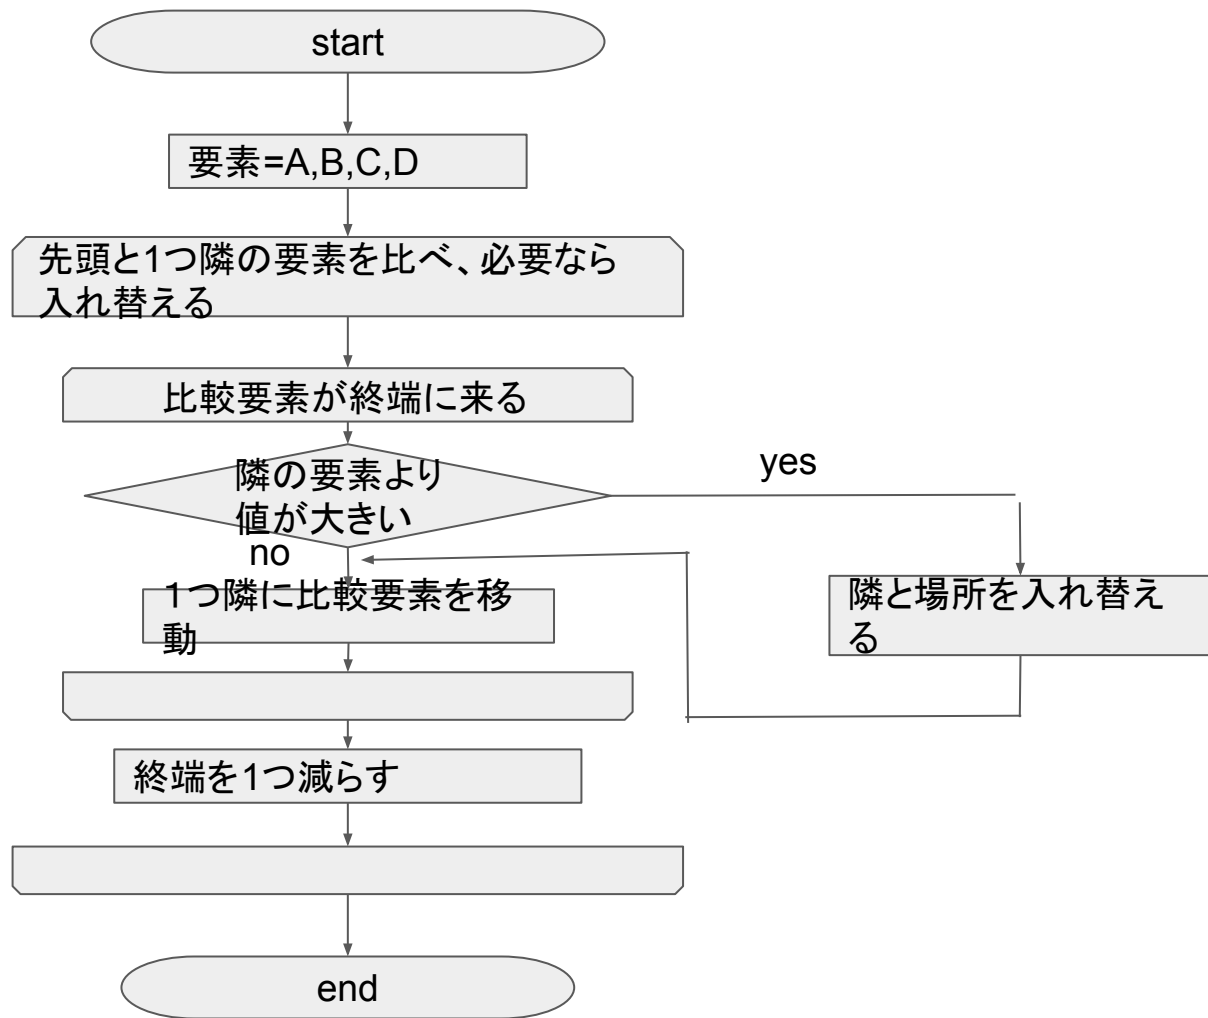 start
要素=A,B,C,D
先頭と1つ隣の要素を比べ、必要なら
入れ替える
比較要素が終端に来る
隣の要素より
値が大きい
yes
no
1つ隣に比較要素を移
動
隣と場所を入れ替え
る
終端を1つ減らす
end